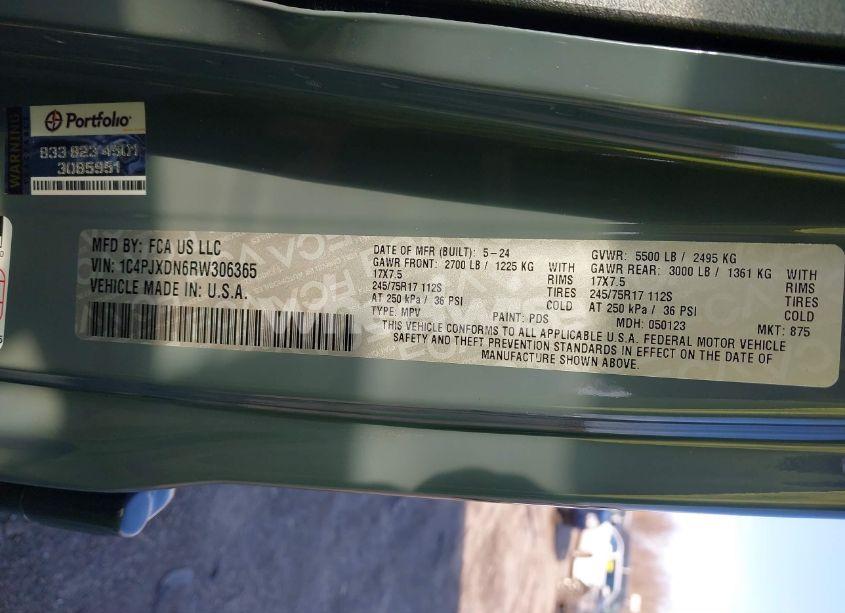 WARNING
Portfolio
833 823 4501
3085951
MFD BY: FCA US LLC
VIN: 1C4PJXDN6RW306365
VEHICLE MADE IN U.S.A.
DATE OF MFR (BUILT): 5-24
GAWR FRONT: 2700 LB / 1225 KG
17X7.5 RIMS
245/75R17 112S TIRES
AT 250 kPa / 36 PSI COLD
TYPE: MPV
PAINT: PDS
GVWR: 5500 LB / 2495 KG
GAWR REAR: 3000 LB / 1361 KG
17X7.5 RIMS
245/75R17 112S TIRES
AT 250 kPa / 36 PSI COLD
MDH: 050123
MKT: 875
THIS VEHICLE CONFORMS TO ALL APPLICABLE U.S.A. FEDERAL MOTOR VEHICLE
SAFETY AND THEFT PREVENTION STANDARDS IN EFFECT ON THE DATE OF
MANUFACTURE SHOWN ABOVE.